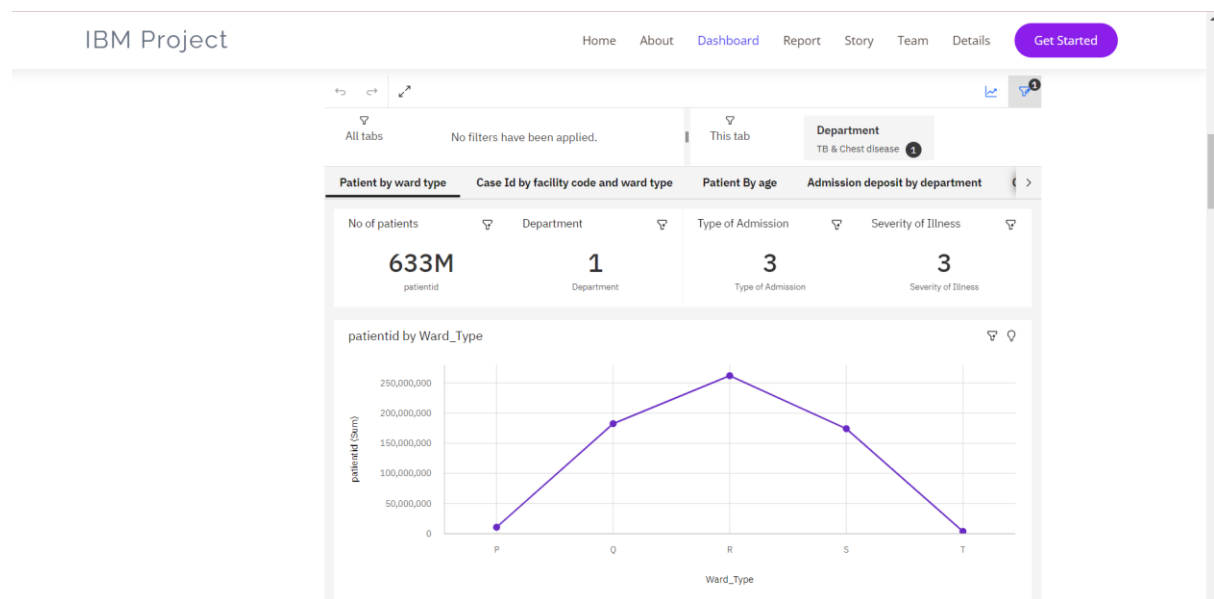 IBM Project Home About Dashboard Report Story Team Details Get Started
1
All tabs No filters have been applied. This tab Department
TB & Chest disease 1
Patient by ward type Case Id by facility code and ward type Patient By age Admission deposit by department
No of patients Department Type of Admission Severity of Illness
633M 1 3 3
patientid Department Type of Admission Severity of Illness
patientid by Ward_Type
patientid (Sum)
250,000,000
200,000,000
150,000,000
100,000,000
50,000,000
0
P Q R S T
Ward_Type